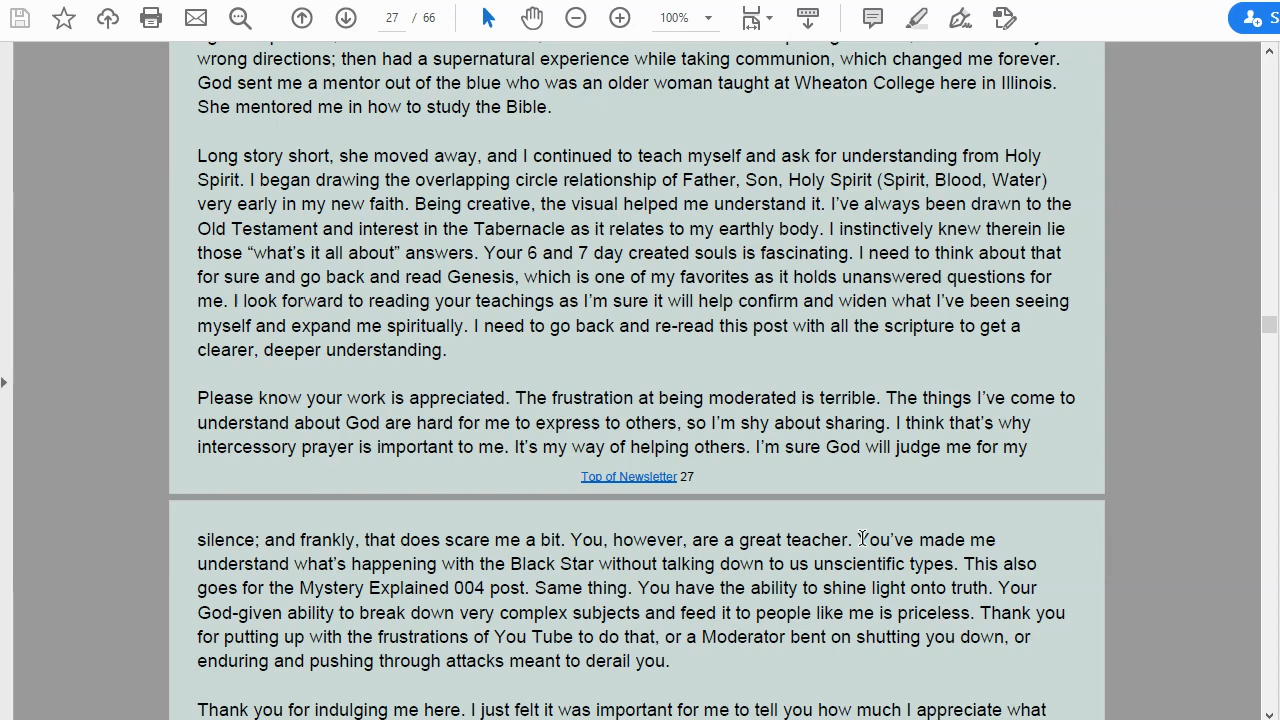 27 / 66
100%
S
wrong directions; then had a supernatural experience while taking communion, which changed me forever.
God sent me a mentor out of the blue who was an older woman taught at Wheaton College here in Illinois.
She mentored me in how to study the Bible.
Long story short, she moved away, and I continued to teach myself and ask for understanding from Holy
Spirit. I began drawing the overlapping circle relationship of Father, Son, Holy Spirit (Spirit, Blood, Water)
very early in my new faith. Being creative, the visual helped me understand it. I’ve always been drawn to the
Old Testament and interest in the Tabernacle as it relates to my earthly body. I instinctively knew therein lie
those “what’s it all about” answers. Your 6 and 7 day created souls is fascinating. I need to think about that
for sure and go back and read Genesis, which is one of my favorites as it holds unanswered questions for
me. I look forward to reading your teachings as I’m sure it will help confirm and widen what I’ve been seeing
myself and expand me spiritually. I need to go back and re-read this post with all the scripture to get a
clearer, deeper understanding.
Please know your work is appreciated. The frustration at being moderated is terrible. The things I’ve come to
understand about God are hard for me to express to others, so I’m shy about sharing. I think that’s why
intercessory prayer is important to me. It’s my way of helping others. I’m sure God will judge me for my
Top of Newsletter 27
silence; and frankly, that does scare me a bit. You, however, are a great teacher. You’ve made me
understand what’s happening with the Black Star without talking down to us unscientific types. This also
goes for the Mystery Explained 004 post. Same thing. You have the ability to shine light onto truth. Your
God-given ability to break down very complex subjects and feed it to people like me is priceless. Thank you
for putting up with the frustrations of You Tube to do that, or a Moderator bent on shutting you down, or
enduring and pushing through attacks meant to derail you.
Thank you for indulging me here. I just felt it was important for me to tell you how much I appreciate what